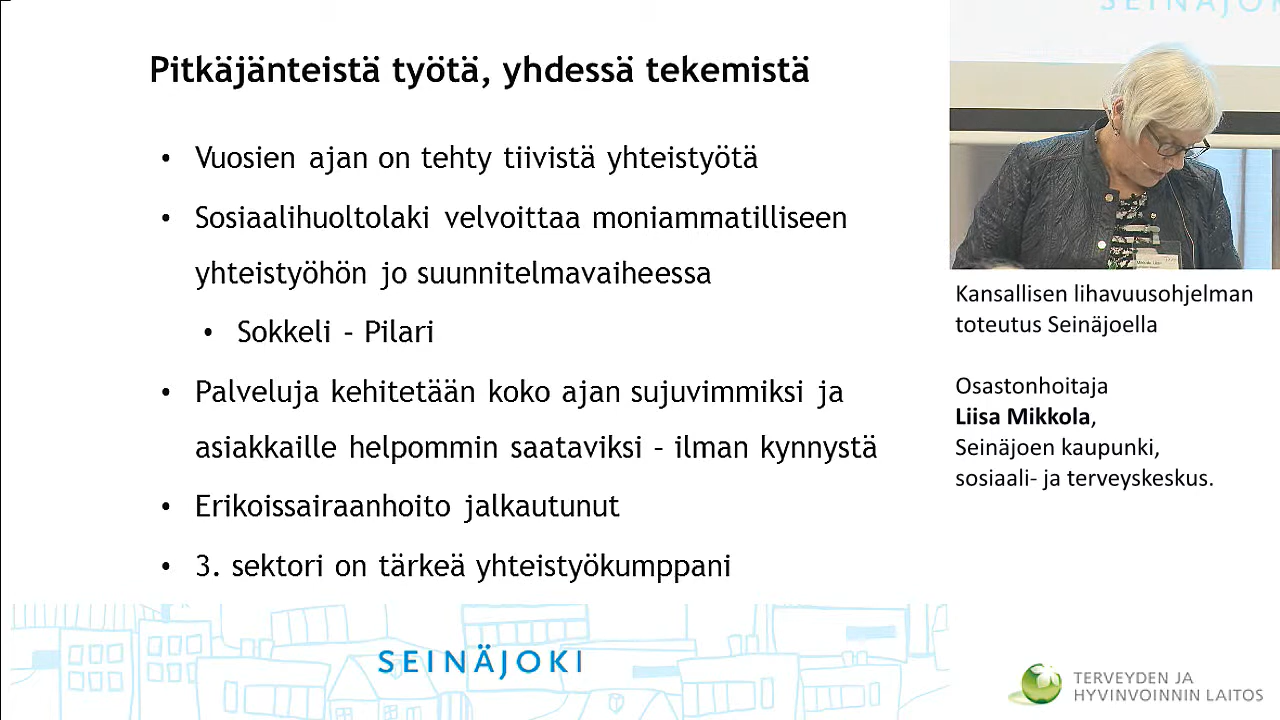 Pitkäjänteistä työtä, yhdessä tekemistä
• Vuosien ajan on tehty tiivistä yhteistyötä
• Sosiaalihuoltolaki velvoittaa moniammatilliseen
yhteistyöhön jo suunnitelmavaiheessa
• Sokkeli – Pilari
• Palveluja kehitetään koko ajan sujuvimmiksi ja
asiakkaille helpommin saataviksi – ilman kynnystä
• Erikoissairaanhoito jalkautunut
• 3. sektori on tärkeä yhteistyökumppani
SEINÄJOKI
SEINÄJOKI
Kansallisen lihavuusohjelman
toteutus Seinäjoella
Osastonhoitaja
Liisa Mikkola,
Seinäjoen kaupunki,
sosiaali- ja terveyskeskus.
TERVEYDEN JA
HYVINVOINNIN LAITOS